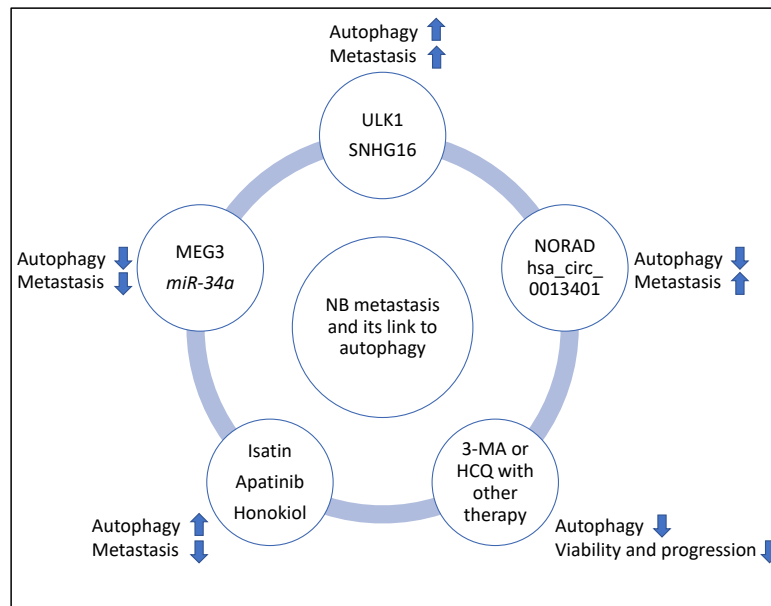 Autophagy
Metastasis
ULK1
SNHG16
MEG3
miR-34a
Autophagy
Metastasis
NORAD
hsa_circ_
0013401
Autophagy
Metastasis
NB metastasis
and its link to
autophagy
Isatin
Apatinib
Honokiol
Autophagy
Metastasis
3-MA or
HCQ with
other
therapy
Autophagy
Viability and progression